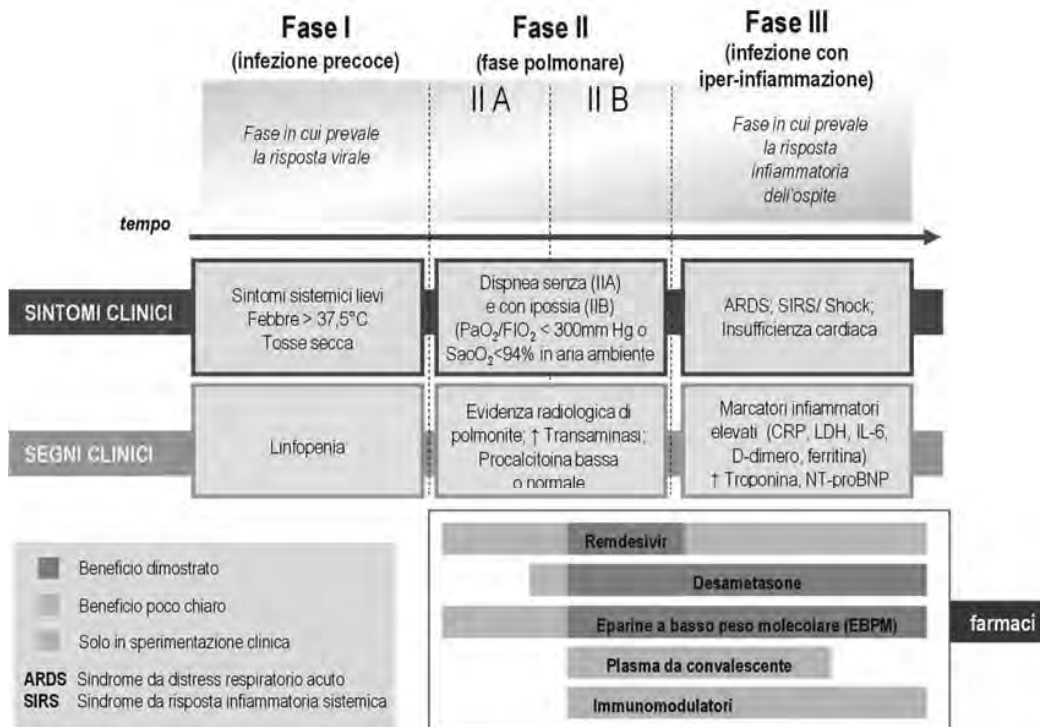 Fase I
(infezione precoce)
Fase II
(fase polmonare)
II A
II B
Fase III
(infezione con
iper-infiammazione)
Fase in cui prevale
la risposta virale
Fase in cui prevale
la risposta
infiammatoria
dell'ospite
tempo
SINTOMI CLINICI
Sintomi sistemici lievi
Febbre > 37,5°C
Tosse secca
Dispnea senza (IIA)
e con ipossia (IIB)
(PaO₂/FIO₂ < 300mm Hg o
SaoO₂<94% in aria ambiente
ARDS; SIRS/ Shock;
Insufficienza cardiaca
SEGNI CLINICI
Linfopenia
Evidenza radiologica di
polmonite; ↑ Transaminasi;
Procalcitoina bassa
o normale
Marcatori infiammatori
elevati (CRP, LDH, IL-6,
D-dimero, ferritina)
↑ Troponina, NT-proBNP
Beneficio dimostrato
Beneficio poco chiaro
Solo in sperimentazione clinica
ARDS Sindrome da distress respiratorio acuto
SIRS Sindrome da risposta infiammatoria sistemica
Remdesivir
Desametasone
Eparine a basso peso molecolare (EBPM)
Plasma da convalescente
Immunomodulatori
farmaci